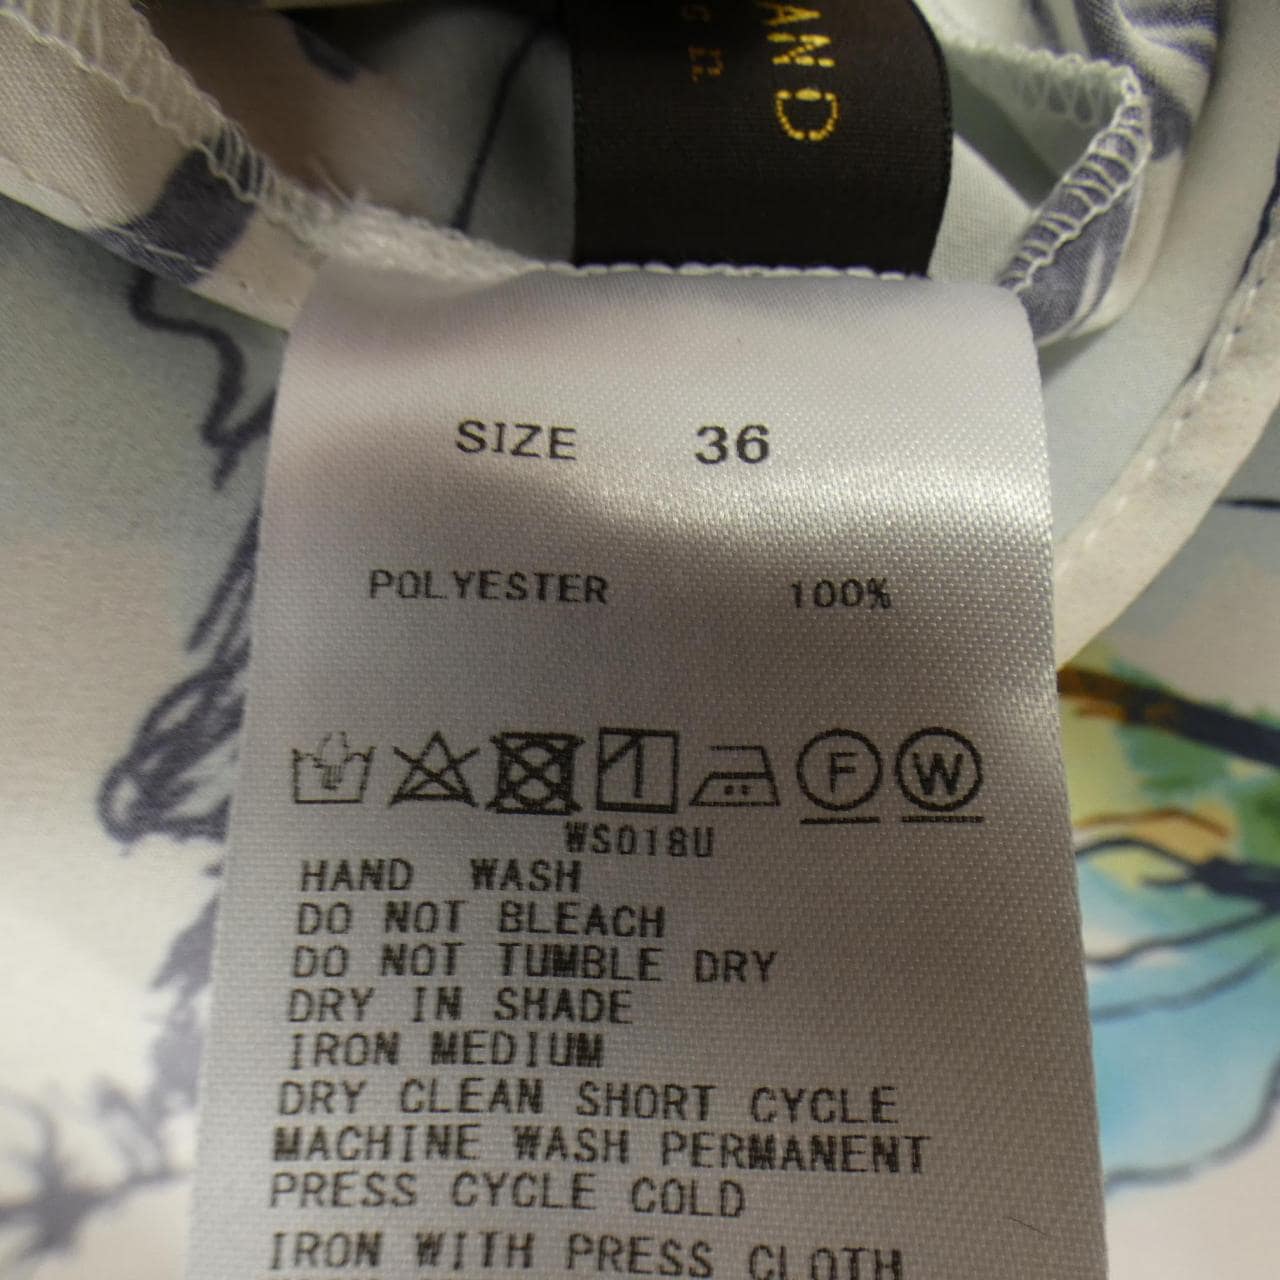 AND
SIZE 36
POLYESTER 100%
F W
WS018U
HAND WASH
DO NOT BLEACH
DO NOT TUMBLE DRY
DRY IN SHADE
IRON MEDIUM
DRY CLEAN SHORT CYCLE
MACHINE WASH PERMANENT
PRESS CYCLE COLD
IRON WITH PRESS CLOTH